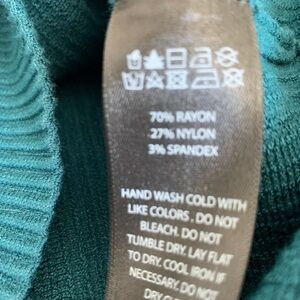 70% RAYON
27% NYLON
3% SPANDEX
HAND WASH COLD WITH
LIKE COLORS. DO NOT
BLEACH. DO NOT
TUMBLE DRY. LAY FLAT
TO DRY. COOL IRON IF
NECESSARY. DO NOT
DRY